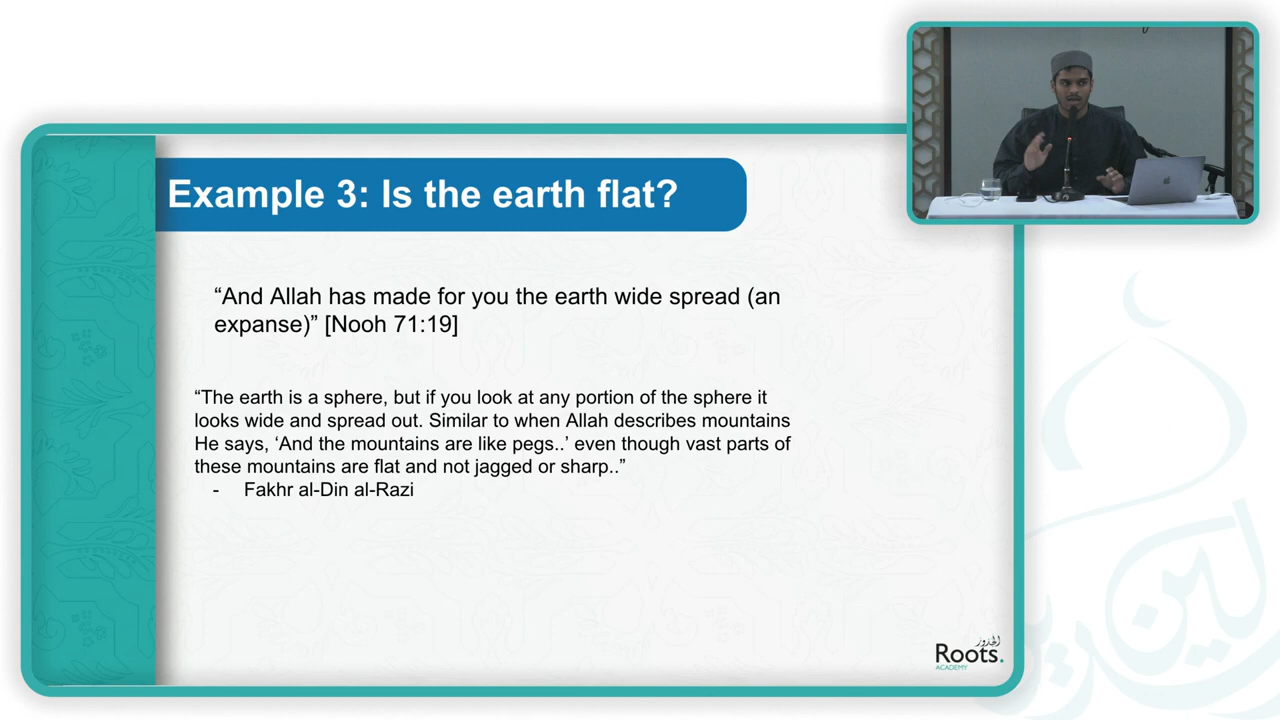 Example 3: Is the earth flat?
“And Allah has made for you the earth wide spread (an
expanse)” [Nooh 71:19]
“The earth is a sphere, but if you look at any portion of the sphere it
looks wide and spread out. Similar to when Allah describes mountains
He says, ‘And the mountains are like pegs..’ even though vast parts of
these mountains are flat and not jagged or sharp..”
- Fakhr al-Din al-Razi
الجذور
Roots.
ACADEMY